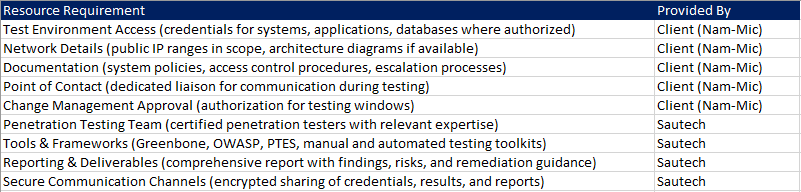 Resource Requirement Provided By
Test Environment Access (credentials for systems, applications, databases where authorized) Client (Nam-Mic)
Network Details (public IP ranges in scope, architecture diagrams if available) Client (Nam-Mic)
Documentation (system policies, access control procedures, escalation processes) Client (Nam-Mic)
Point of Contact (dedicated liaison for communication during testing) Client (Nam-Mic)
Change Management Approval (authorization for testing windows) Client (Nam-Mic)
Penetration Testing Team (certified penetration testers with relevant expertise) Sautech
Tools & Frameworks (Greenbone, OWASP, PTES, manual and automated testing toolkits) Sautech
Reporting & Deliverables (comprehensive report with findings, risks, and remediation guidance) Sautech
Secure Communication Channels (encrypted sharing of credentials, results, and reports) Sautech